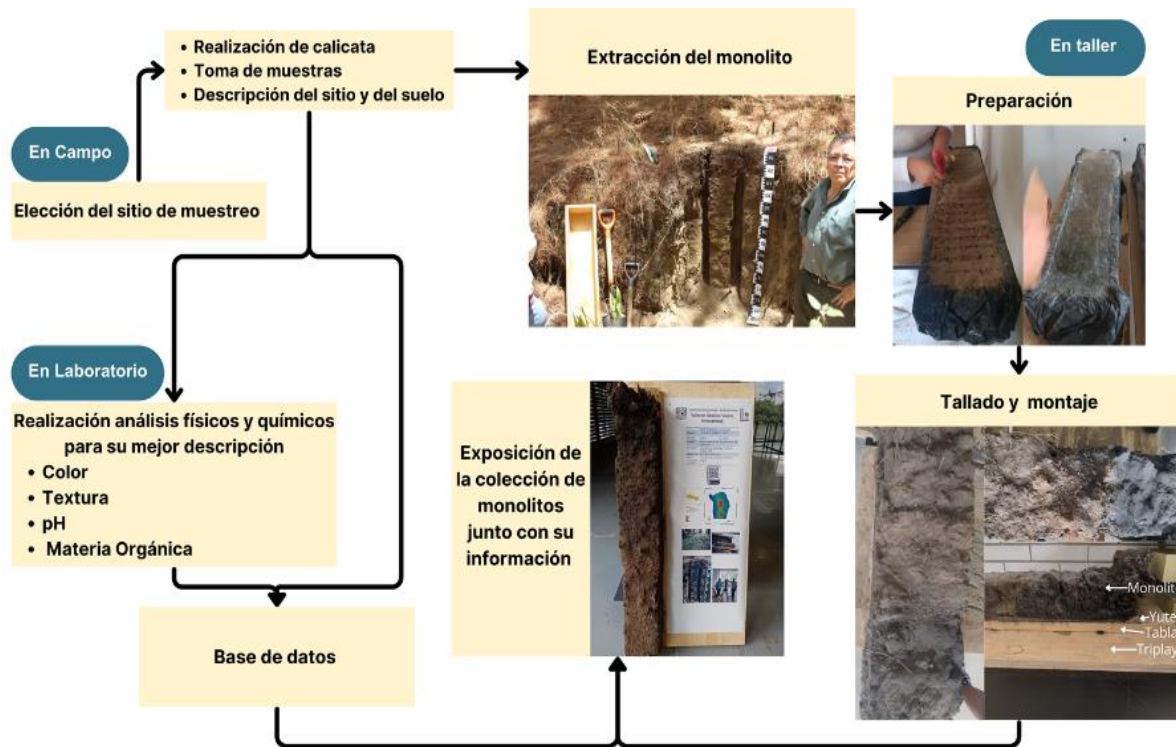 En Campo
Elección del sitio de muestreo
• Realización de calicata
• Toma de muestras
• Descripción del sitio y del suelo
Extracción del monolito
En taller
Preparación
Tallado y montaje
Monolito
Yute
Tabla
Triplay
En Laboratorio
Realización análisis físicos y químicos
para su mejor descripción
• Color
• Textura
• pH
• Materia Orgánica
Base de datos
Exposición de
la colección de
monolitos
junto con su
información